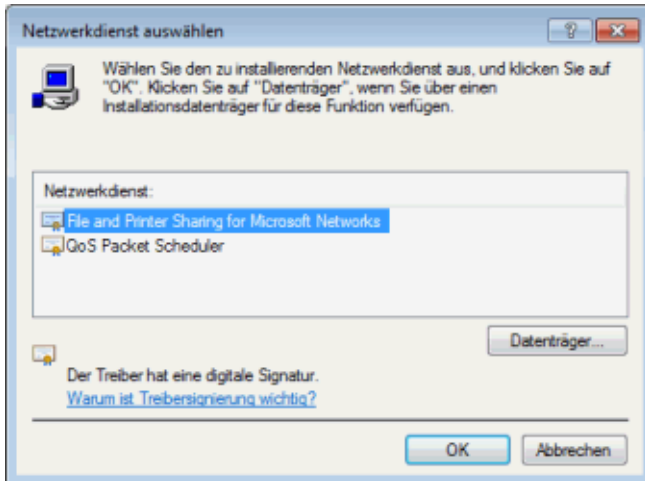 Netzwerkdienst auswählen
Wählen Sie den zu installierenden Netzwerkdienst aus, und klicken Sie auf
"OK". Klicken Sie auf "Datenträger", wenn Sie über einen
Installationsdatenträger für diese Funktion verfügen.
Netzwerkdienst:
File and Printer Sharing for Microsoft Networks
QoS Packet Scheduler
Datenträger...
Der Treiber hat eine digitale Signatur.
Warum ist Treibersignierung wichtig?
OK
Abbrechen